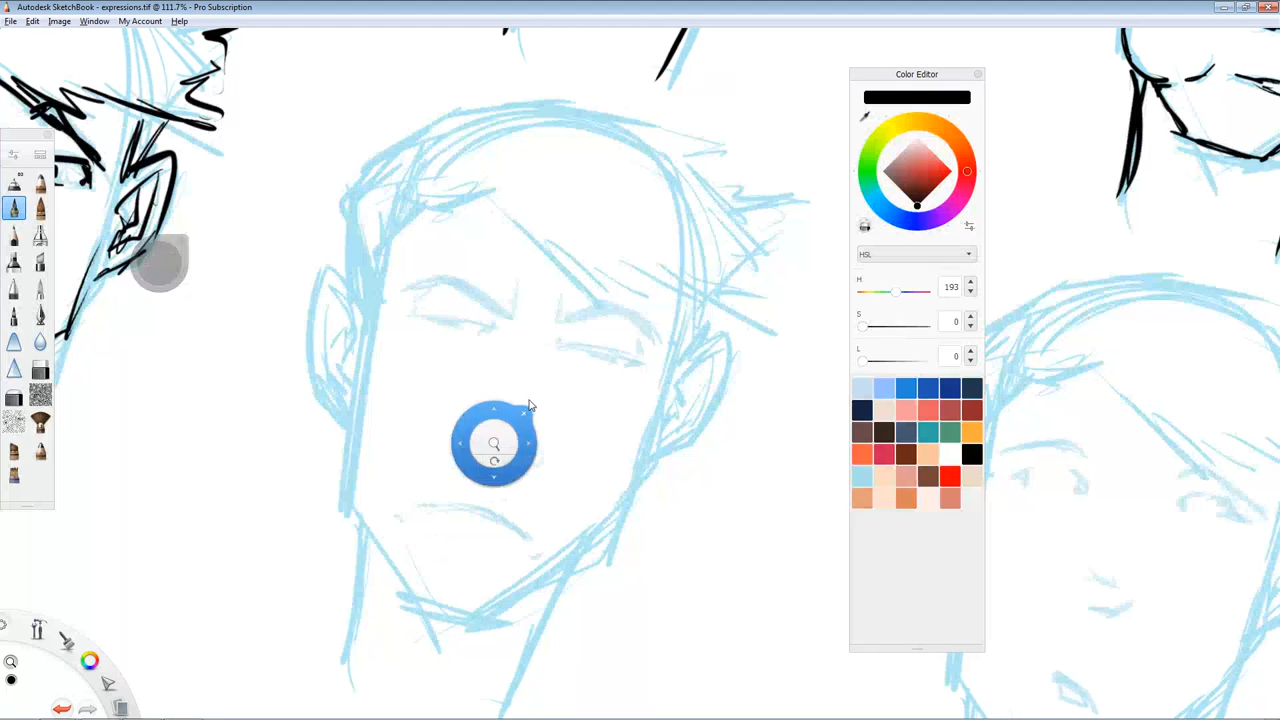 Autodesk SketchBook - expressions.tif @ 111.7% - Pro Subscription
File Edit Image Window My Account Help
Color Editor
HSL
H 193
S 0
L 0